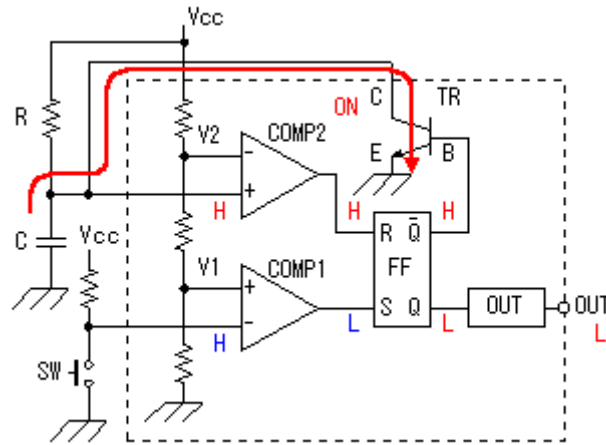 Vcc
C TR
ON
R
E B
V2 COMP2
- 
+
H H H
R Q̄
C
Vcc
FF
V1 COMP1
+
-
S Q OUT OUT
H L L L
SW